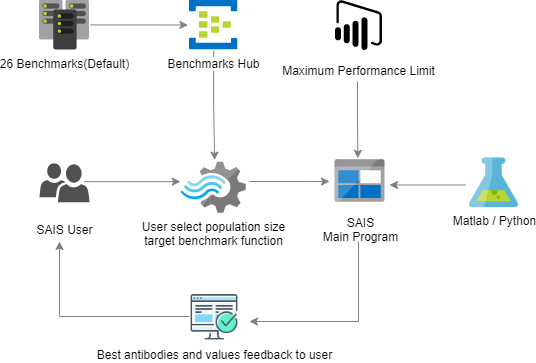 26 Benchmarks(Default)
Benchmarks Hub
Maximum Performance Limit
SAIS User
User select population size
target benchmark function
SAIS
Main Program
Matlab / Python
Best antibodies and values feedback to user